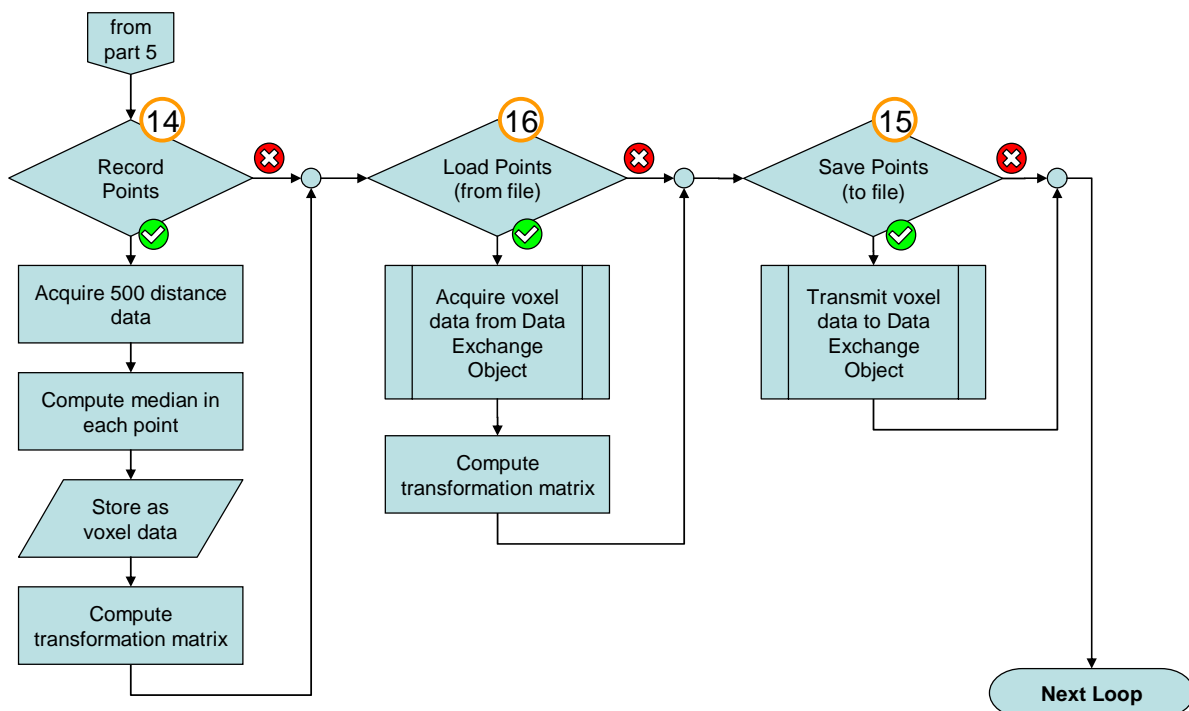 from
part 5
14
Record
Points
Acquire 500 distance
data
Compute median in
each point
Store as
voxel data
Compute
transformation matrix
16
Load Points
(from file)
Acquire voxel
data from Data
Exchange
Object
Compute
transformation matrix
15
Save Points
(to file)
Transmit voxel
data to Data
Exchange
Object
Next Loop